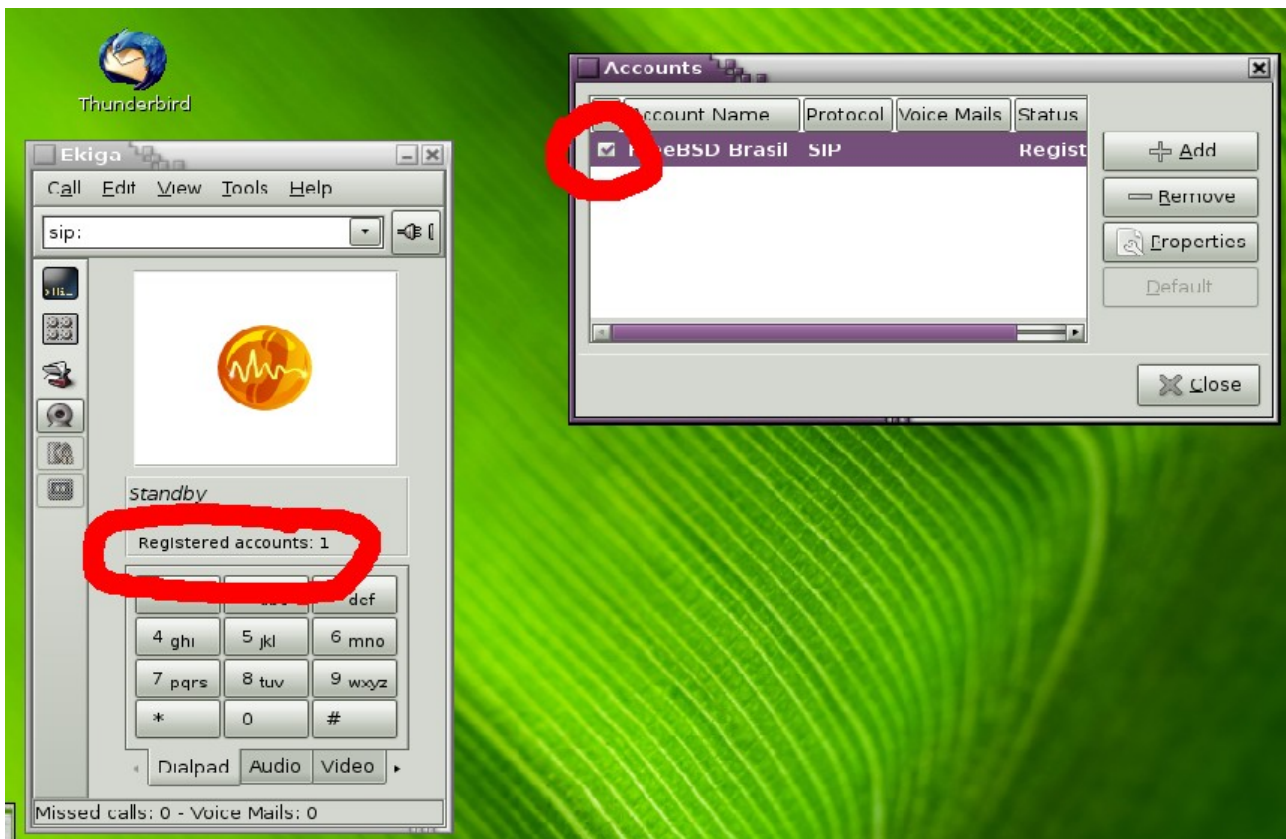 Thunderbird
Ekiga
Call Edit View Tools Help
sip:
Standby
Registered accounts: 1
def
4 ghi 5 jkl 6 mno
7 pqrs 8 tuv 9 wxyz
* 0 #
Dialpad Audio Video
Missed calls: 0 - Voice Mails: 0
Accounts
Account Name Protocol Voice Mails Status
Brasil SIP Regist
Add
Remove
Properties
Default
Close